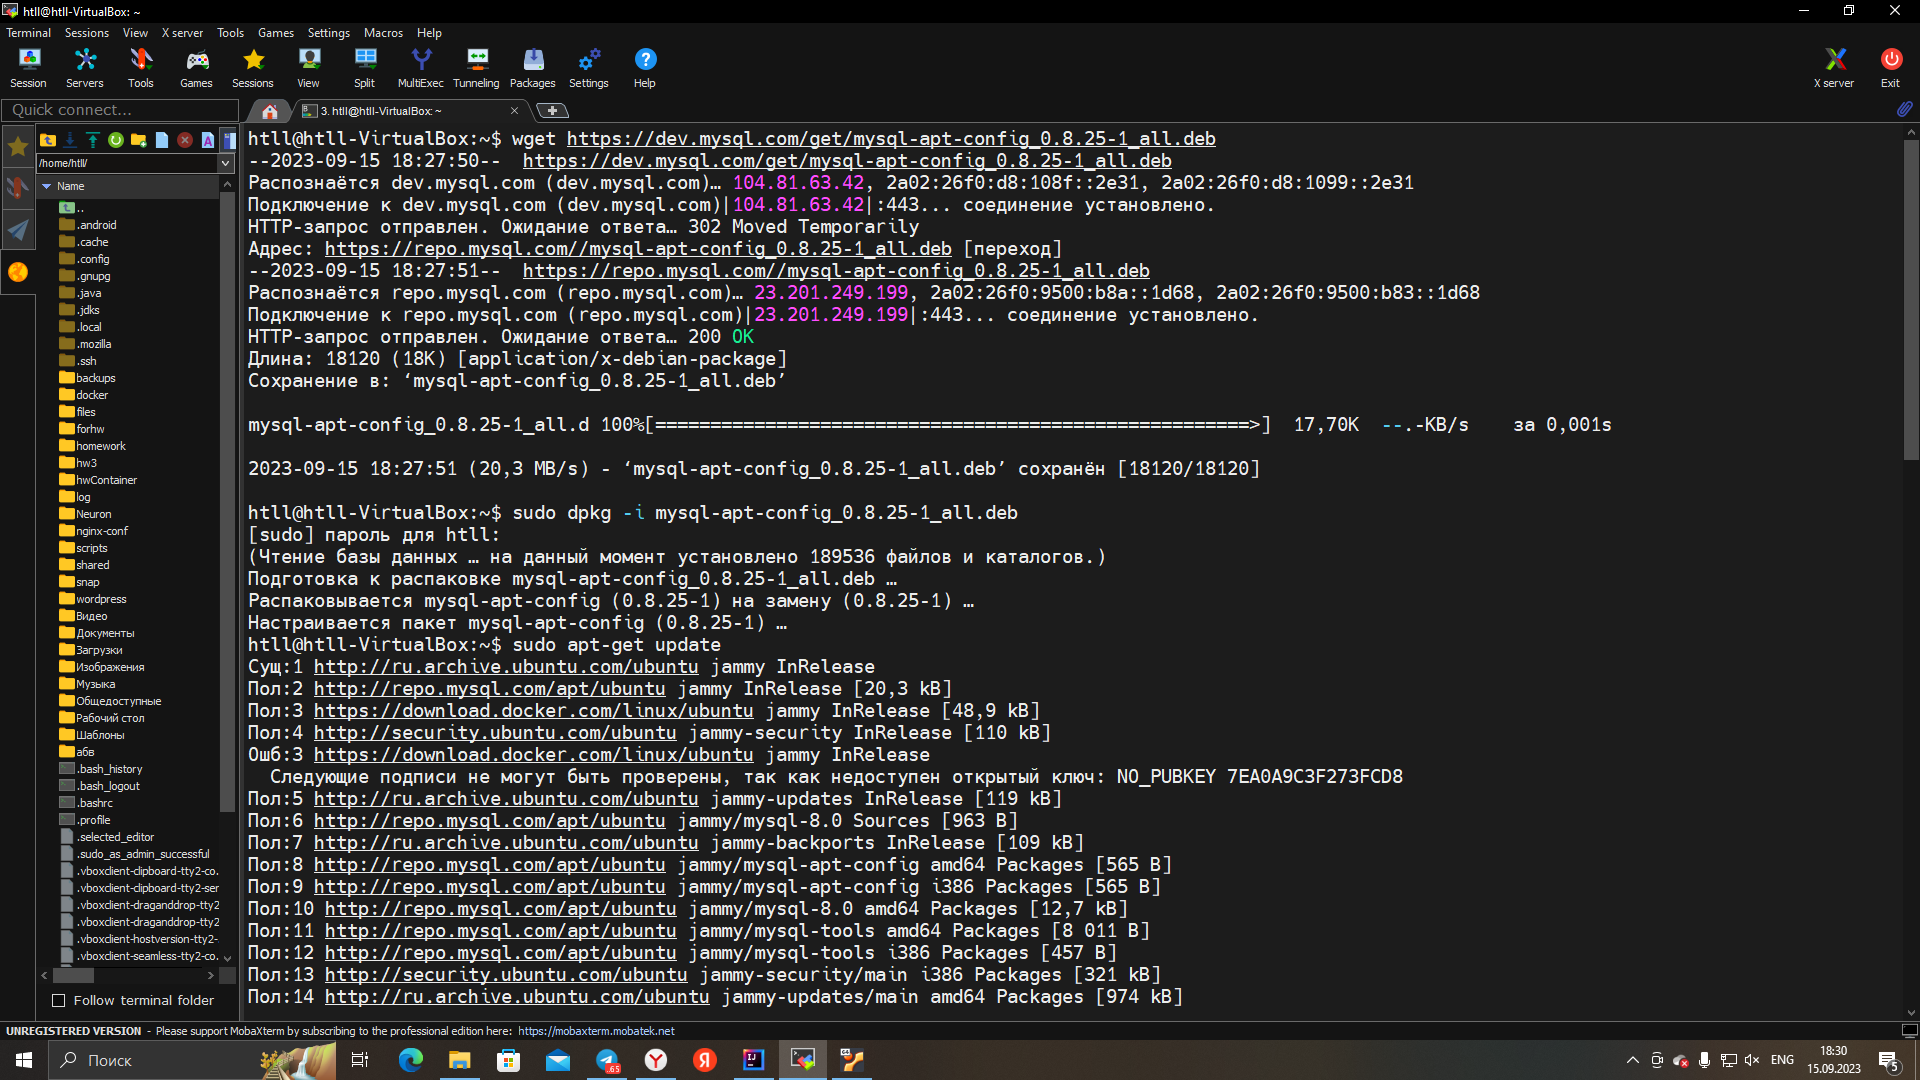 htll@htll-VirtualBox: ~
Terminal Sessions View X server Tools Games Settings Macros Help
Session Servers Tools Games Sessions View Split MultiExec Tunneling Packages Settings Help X server Exit
Quick connect...
3. htll@htll-VirtualBox: ~
/home/htll/
Name
..
.android
.cache
.config
.gnupg
.java
.jdks
.local
.mozilla
.ssh
backups
docker
files
forhw
homework
hw3
hwContainer
log
Neuron
nginx-conf
scripts
shared
snap
wordpress
Видео
Документы
Загрузки
Изображения
Музыка
Общедоступные
Рабочий стол
Шаблоны
абв
.bash_history
.bash_logout
.bashrc
.profile
.selected_editor
.sudo_as_admin_successful
.vboxclient-clipboard-tty2-co.
.vboxclient-clipboard-tty2-ser
.vboxclient-draganddrop-tty2
.vboxclient-draganddrop-tty2
.vboxclient-hostversion-tty2-
.vboxclient-seamless-tty2-co.
Follow terminal folder
htll@htll-VirtualBox:~$ wget https://dev.mysql.com/get/mysql-apt-config_0.8.25-1_all.deb
--2023-09-15 18:27:50-- https://dev.mysql.com/get/mysql-apt-config_0.8.25-1_all.deb
Распознаётся dev.mysql.com (dev.mysql.com)… 104.81.63.42, 2a02:26f0:d8:108f::2e31, 2a02:26f0:d8:1099::2e31
Подключение к dev.mysql.com (dev.mysql.com)|104.81.63.42|:443... соединение установлено.
HTTP-запрос отправлен. Ожидание ответа… 302 Moved Temporarily
Адрес: https://repo.mysql.com//mysql-apt-config_0.8.25-1_all.deb [переход]
--2023-09-15 18:27:51-- https://repo.mysql.com//mysql-apt-config_0.8.25-1_all.deb
Распознаётся repo.mysql.com (repo.mysql.com)… 23.201.249.199, 2a02:26f0:9500:b8a::1d68, 2a02:26f0:9500:b83::1d68
Подключение к repo.mysql.com (repo.mysql.com)|23.201.249.199|:443... соединение установлено.
HTTP-запрос отправлен. Ожидание ответа… 200 OK
Длина: 18120 (18K) [application/x-debian-package]
Сохранение в: ‘mysql-apt-config_0.8.25-1_all.deb’
mysql-apt-config_0.8.25-1_all.d 100%[======================================================>] 17,70K --.-KB/s за 0,001s
2023-09-15 18:27:51 (20,3 MB/s) - ‘mysql-apt-config_0.8.25-1_all.deb’ сохранён [18120/18120]
htll@htll-VirtualBox:~$ sudo dpkg -i mysql-apt-config_0.8.25-1_all.deb
[sudo] пароль для htll:
(Чтение базы данных … на данный момент установлено 189536 файлов и каталогов.)
Подготовка к распаковке mysql-apt-config_0.8.25-1_all.deb …
Распаковывается mysql-apt-config (0.8.25-1) на замену (0.8.25-1) …
Настраивается пакет mysql-apt-config (0.8.25-1) …
htll@htll-VirtualBox:~$ sudo apt-get update
Сущ:1 http://ru.archive.ubuntu.com/ubuntu jammy InRelease
Пол:2 http://repo.mysql.com/apt/ubuntu jammy InRelease [20,3 kB]
Пол:3 https://download.docker.com/linux/ubuntu jammy InRelease [48,9 kB]
Пол:4 http://security.ubuntu.com/ubuntu jammy-security InRelease [110 kB]
Ошб:3 https://download.docker.com/linux/ubuntu jammy InRelease
Следующие подписи не могут быть проверены, так как недоступен открытый ключ: NO_PUBKEY 7EA0A9C3F273FCD8
Пол:5 http://ru.archive.ubuntu.com/ubuntu jammy-updates InRelease [119 kB]
Пол:6 http://repo.mysql.com/apt/ubuntu jammy/mysql-8.0 Sources [963 B]
Пол:7 http://ru.archive.ubuntu.com/ubuntu jammy-backports InRelease [109 kB]
Пол:8 http://repo.mysql.com/apt/ubuntu jammy/mysql-apt-config amd64 Packages [565 B]
Пол:9 http://repo.mysql.com/apt/ubuntu jammy/mysql-apt-config i386 Packages [565 B]
Пол:10 http://repo.mysql.com/apt/ubuntu jammy/mysql-8.0 amd64 Packages [12,7 kB]
Пол:11 http://repo.mysql.com/apt/ubuntu jammy/mysql-tools amd64 Packages [8 011 B]
Пол:12 http://repo.mysql.com/apt/ubuntu jammy/mysql-tools i386 Packages [457 B]
Пол:13 http://security.ubuntu.com/ubuntu jammy-security/main i386 Packages [321 kB]
Пол:14 http://ru.archive.ubuntu.com/ubuntu jammy-updates/main amd64 Packages [974 kB]
UNREGISTERED VERSION - Please support MobaXterm by subscribing to the professional edition here: https://mobaxterm.mobatek.net
Поиск
ENG
18:30
15.09.2023
5